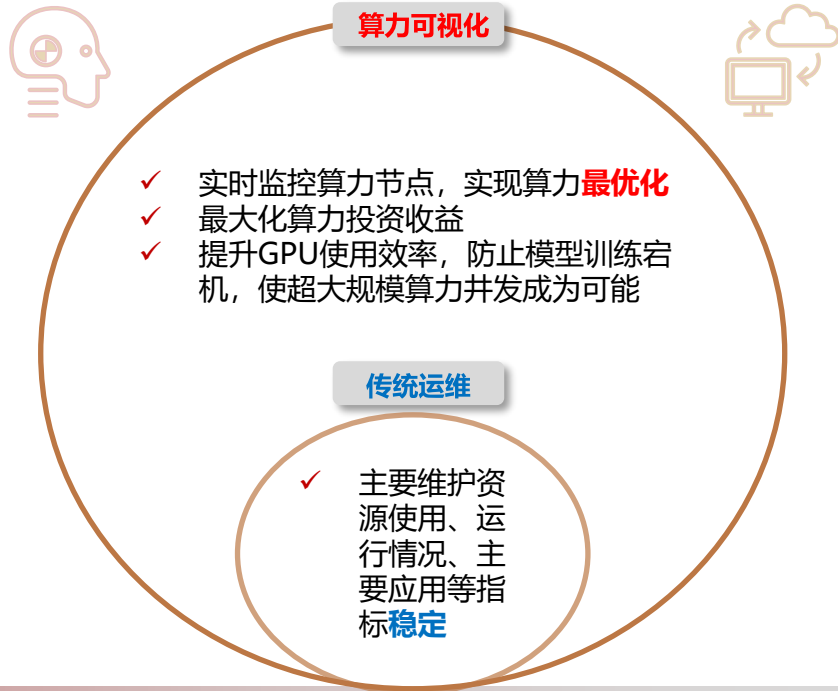 算力可视化
实时监控算力节点，实现算力最优化
最大化算力投资收益
提升GPU使用效率，防止模型训练宕
机，使超大规模算力井发成为可能
传统运维
主要维护资
源使用、运
行情况、主
要应用等指
标稳定